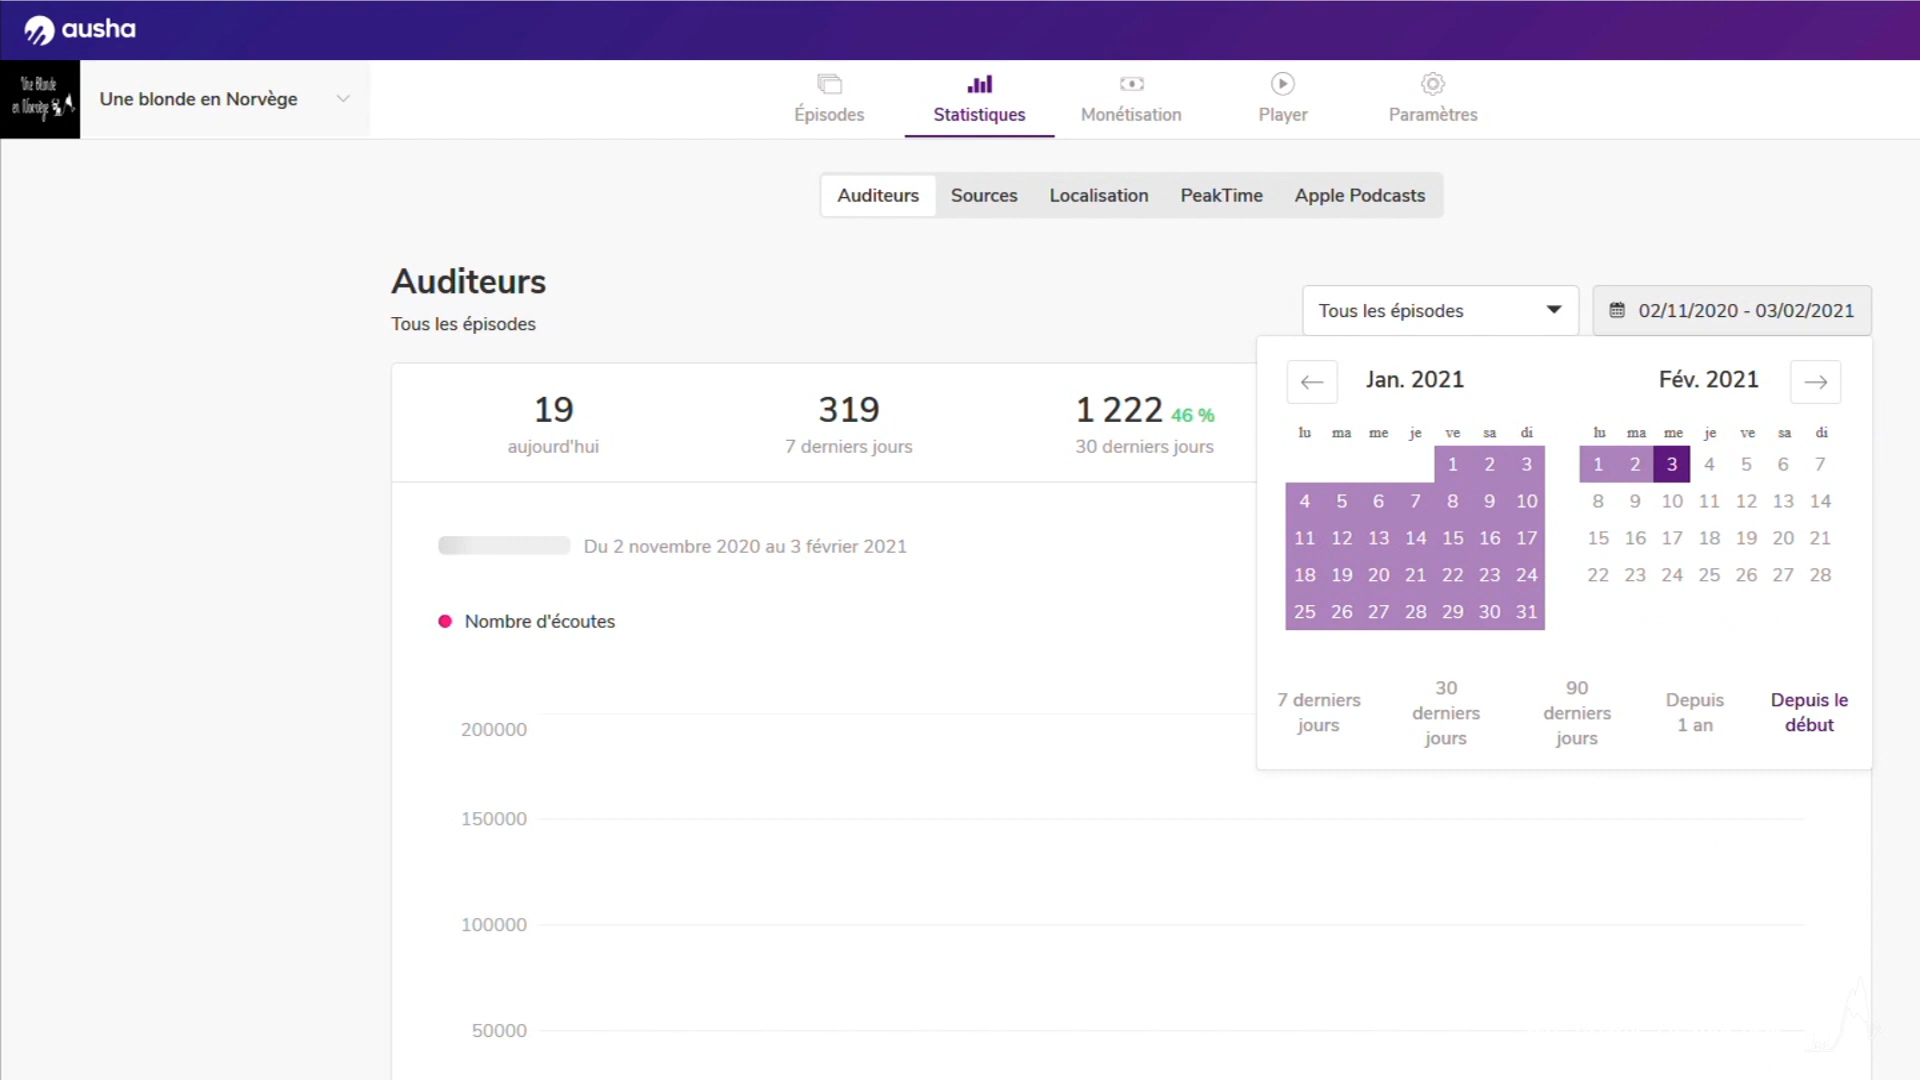 ausha
Une Blonde
en Norvège
Une blonde en Norvège
Épisodes
Statistiques
Monétisation
Player
Paramètres
Auditeurs
Sources
Localisation
PeakTime
Apple Podcasts
Auditeurs
Tous les épisodes
Tous les épisodes
02/11/2020 - 03/02/2021
19
aujourd'hui
319
7 derniers jours
1 222 46 %
30 derniers jours
Du 2 novembre 2020 au 3 février 2021
Nombre d'écoutes
200000
150000
100000
50000
Jan. 2021
lu ma me je ve sa di
1 2 3
4 5 6 7 8 9 10
11 12 13 14 15 16 17
18 19 20 21 22 23 24
25 26 27 28 29 30 31
Fév. 2021
lu ma me je ve sa di
1 2 3 4 5 6 7
8 9 10 11 12 13 14
15 16 17 18 19 20 21
22 23 24 25 26 27 28
7 derniers
jours
30
derniers
jours
90
derniers
jours
Depuis
1 an
Depuis le
début